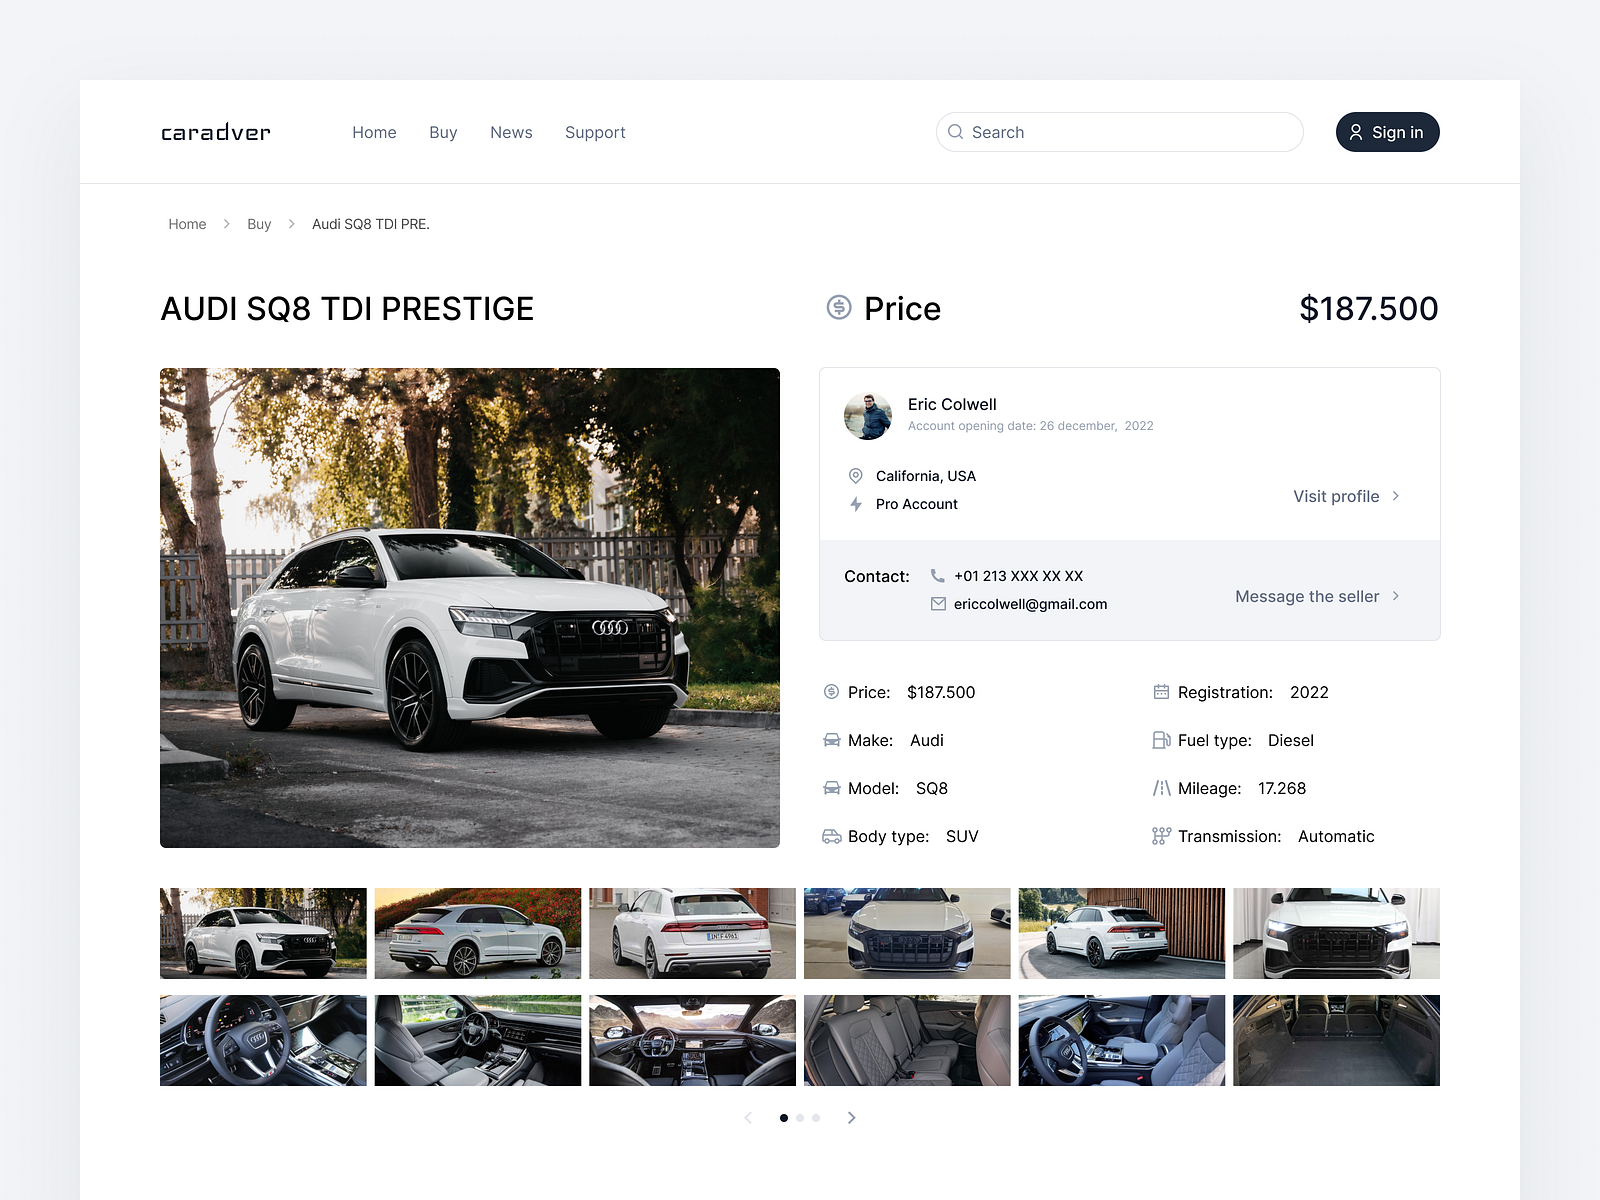 caradver
Home Buy News Support
Search
Sign in
Home > Buy > Audi SQ8 TDI PRE.
AUDI SQ8 TDI PRESTIGE
Price $187.500
Eric Colwell
Account opening date: 26 december, 2022
California, USA
Pro Account
Visit profile
Contact: +01 213 XXX XX XX
ericcolwell@gmail.com
Message the seller
Price: $187.500
Registration: 2022
Make: Audi
Fuel type: Diesel
Model: SQ8
Mileage: 17.268
Body type: SUV
Transmission: Automatic